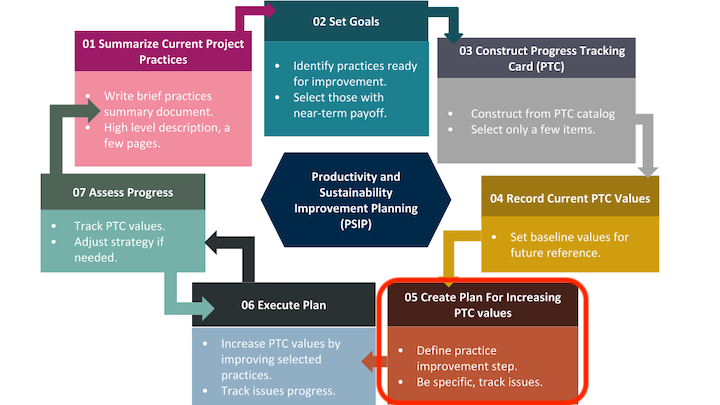 01 Summarize Current Project
Practices
• Write brief practices
summary document.
• High level description, a
few pages.
02 Set Goals
• Identify practices ready
for improvement.
• Select those with
near-term payoff.
03 Construct Progress Tracking
Card (PTC)
• Construct from PTC catalog
• Select only a few items.
04 Record Current PTC Values
• Set baseline values for
future reference.
05 Create Plan For Increasing
PTC values
• Define practice
improvement step.
• Be specific, track issues.
06 Execute Plan
• Increase PTC values by
improving selected
practices.
• Track issues progress.
07 Assess Progress
• Track PTC values.
• Adjust strategy if
needed.
Productivity and
Sustainability
Improvement Planning
(PSIP)